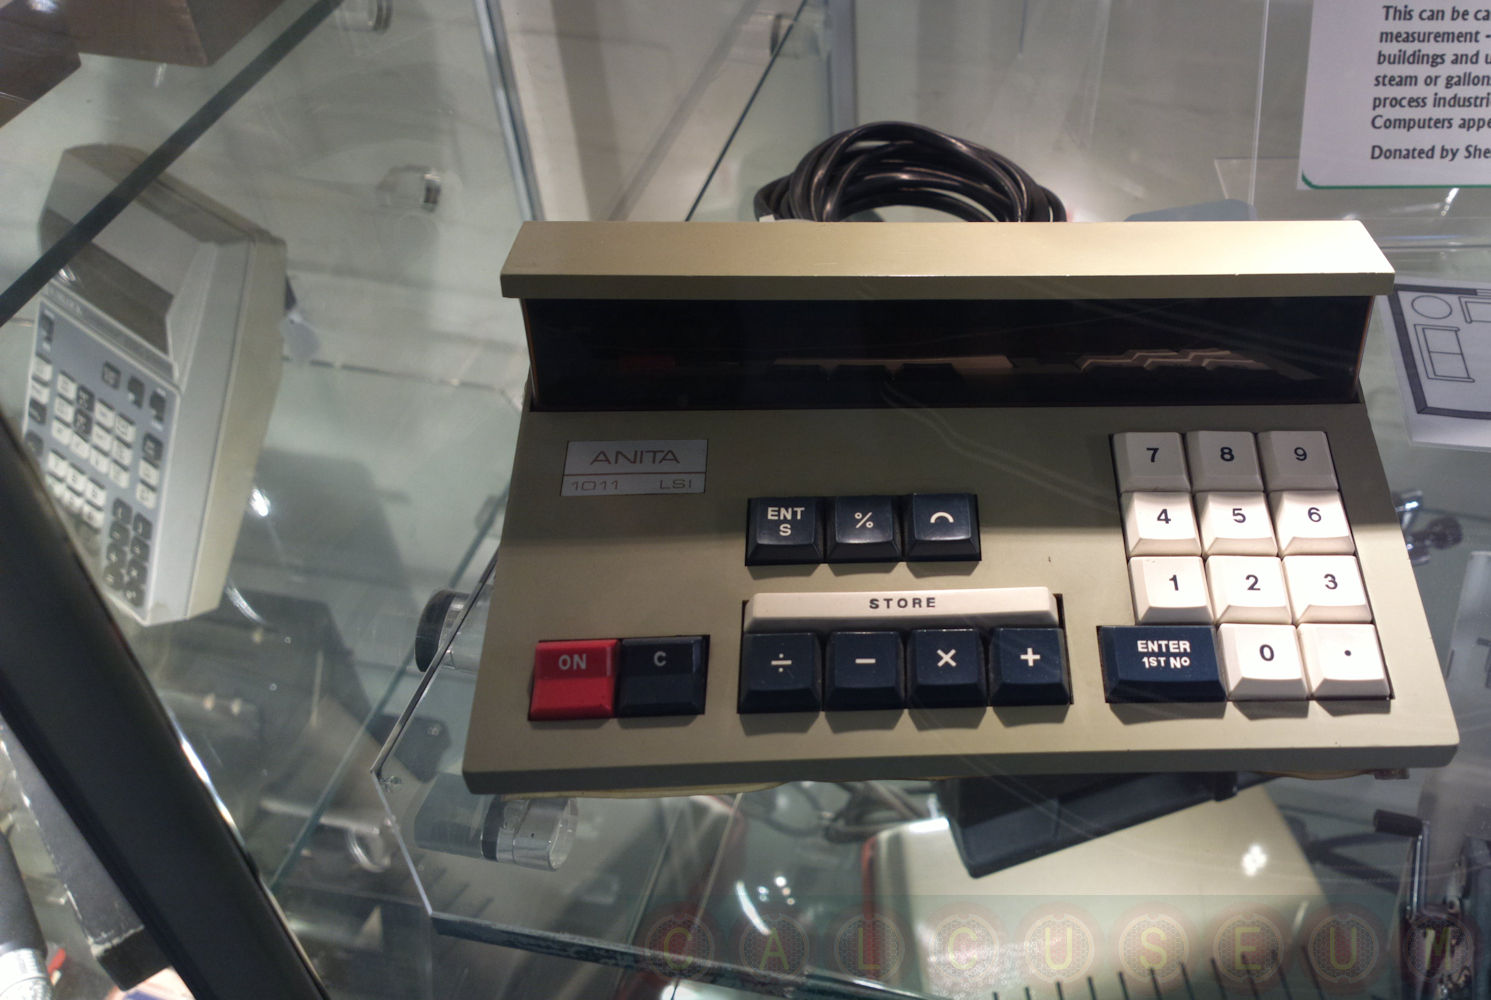 This can be ca
measurement -
buildings and u
steam or gallon
process industri
Computers appe
Donated by She
ANITA
1011 LSI
ENT
S
%
STORE
ON
C
÷ − × +
7 8 9
4 5 6
1 2 3
ENTER
1ST NO
0 .
CALCUSEUM